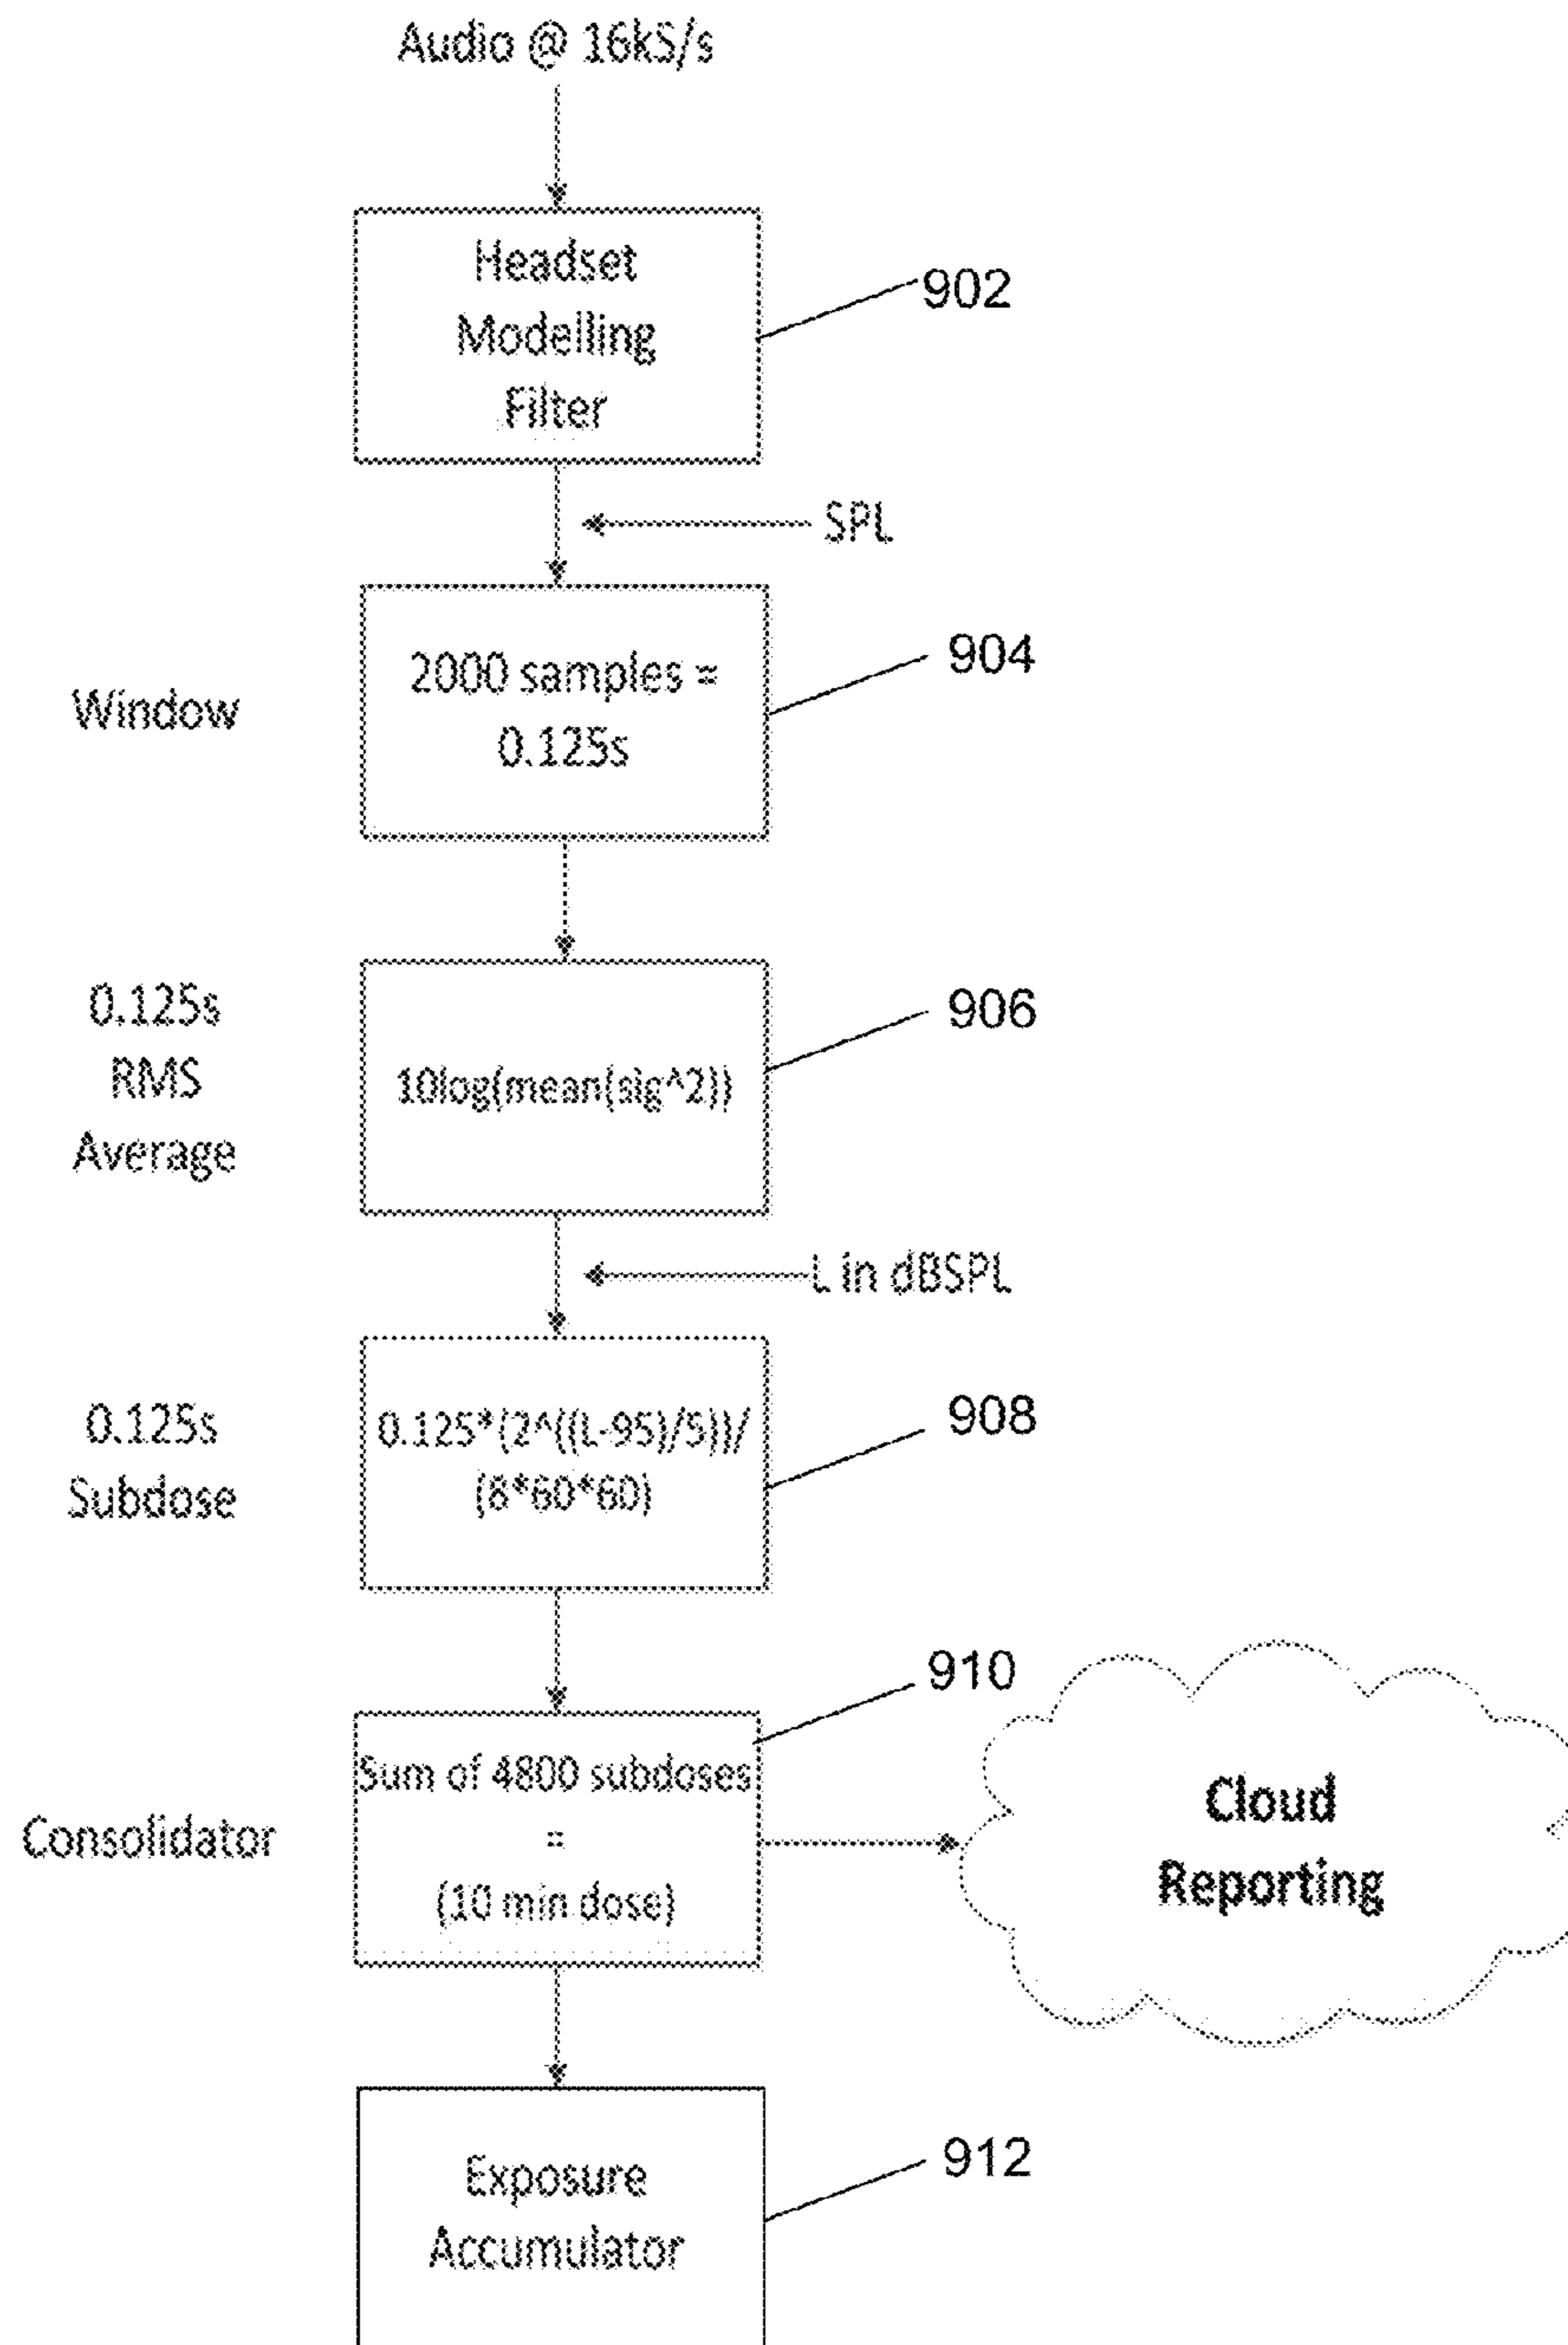 Audio @ 16kS/s
Headset
Modelling
Filter
902
SPL
Window
2000 samples =
0.125s
904
0.125s
RMS
Average
10log(mean(sig^2))
906
L in dBSPL
0.125s
Subdose
0.125*(2^((L-95)/5))/
(8*60*60)
908
Consolidator
Sum of 4800 subdoses
=
(10 min dose)
910
Cloud
Reporting
Exposure
Accumulator
912